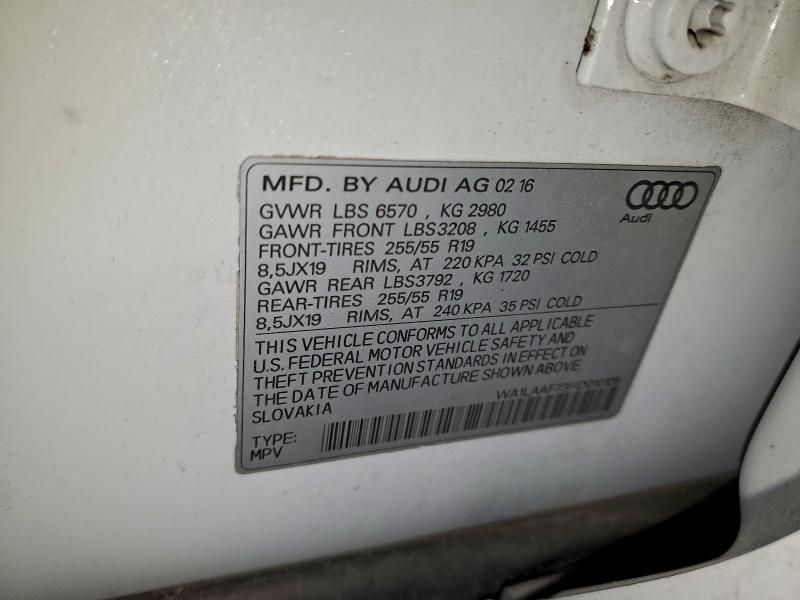 MFD. BY AUDI AG 02 16
Audi
GVWR LBS 6570 , KG 2980
GAWR FRONT LBS3208 , KG 1455
FRONT-TIRES 255/55 R19
8,5JX19 RIMS, AT 220 KPA 32 PSI COLD
GAWR REAR LBS3792 , KG 1720
REAR-TIRES 255/55 R19
8,5JX19 RIMS, AT 240 KPA 35 PSI COLD
THIS VEHICLE CONFORMS TO ALL APPLICABLE
U.S. FEDERAL MOTOR VEHICLE SAFETY AND
THEFT PREVENTION STANDARDS IN EFFECT ON
THE DATE OF MANUFACTURE SHOWN ABOVE.
SLOVAKIA
WA1LAAF73HD010105
TYPE:
MPV